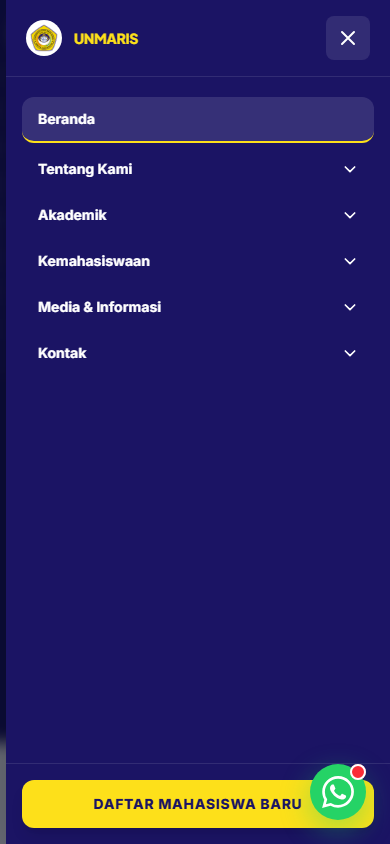 UNMARIS
Beranda
Tentang Kami
Akademik
Kemahasiswaan
Media & Informasi
Kontak
DAFTAR MAHASISWA BARU